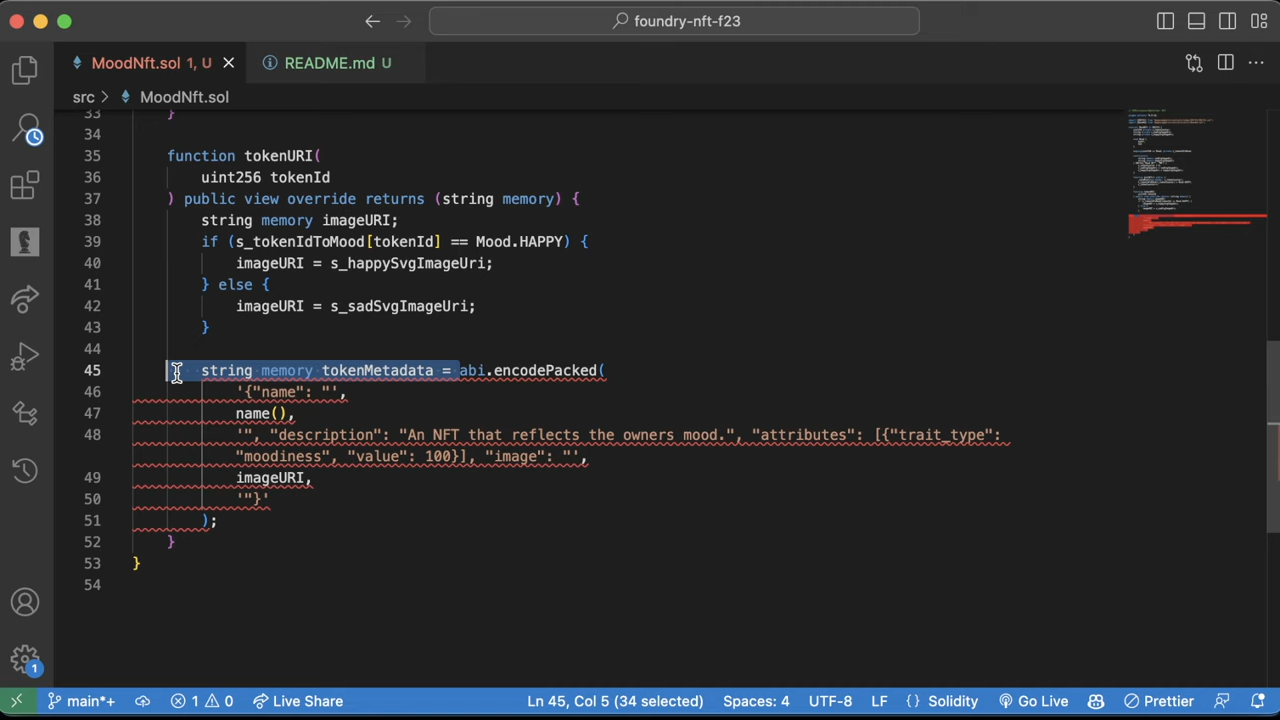 foundry-nft-f23
MoodNft.sol 1, U
README.md U
src > MoodNft.sol
33 }
34
35 function tokenURI(
36 uint256 tokenId
37 ) public view override returns (string memory) {
38 string memory imageURI;
39 if (s_tokenIdToMood[tokenId] == Mood.HAPPY) {
40 imageURI = s_happySvgImageUri;
41 } else {
42 imageURI = s_sadSvgImageUri;
43 }
44
45 string memory tokenMetadata = abi.encodePacked(
46 '{"name": "',
47 name(),
48 '", "description": "An NFT that reflects the owners mood.", "attributes": [{"trait_type":
"moodiness", "value": 100}], "image": "',
49 imageURI,
50 '"}'
51 );
52 }
53 }
54
1
main*+ 1 0 Live Share Ln 45, Col 5 (34 selected) Spaces: 4 UTF-8 LF {} Solidity Go Live Prettier